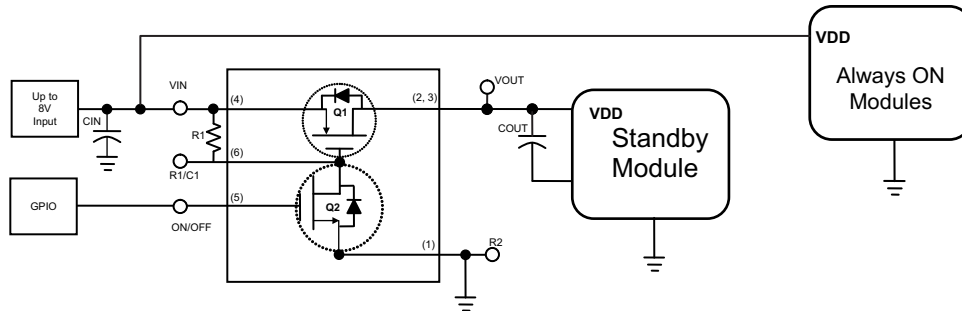 VDD
Always ON
Modules
Up to
8V
Input
CIN
VIN
(4)
Q1
(2, 3)
VOUT
COUT
VDD
Standby
Module
R1
(6)
R1/C1
GPIO
(5)
ON/OFF
Q2
(1)
R2